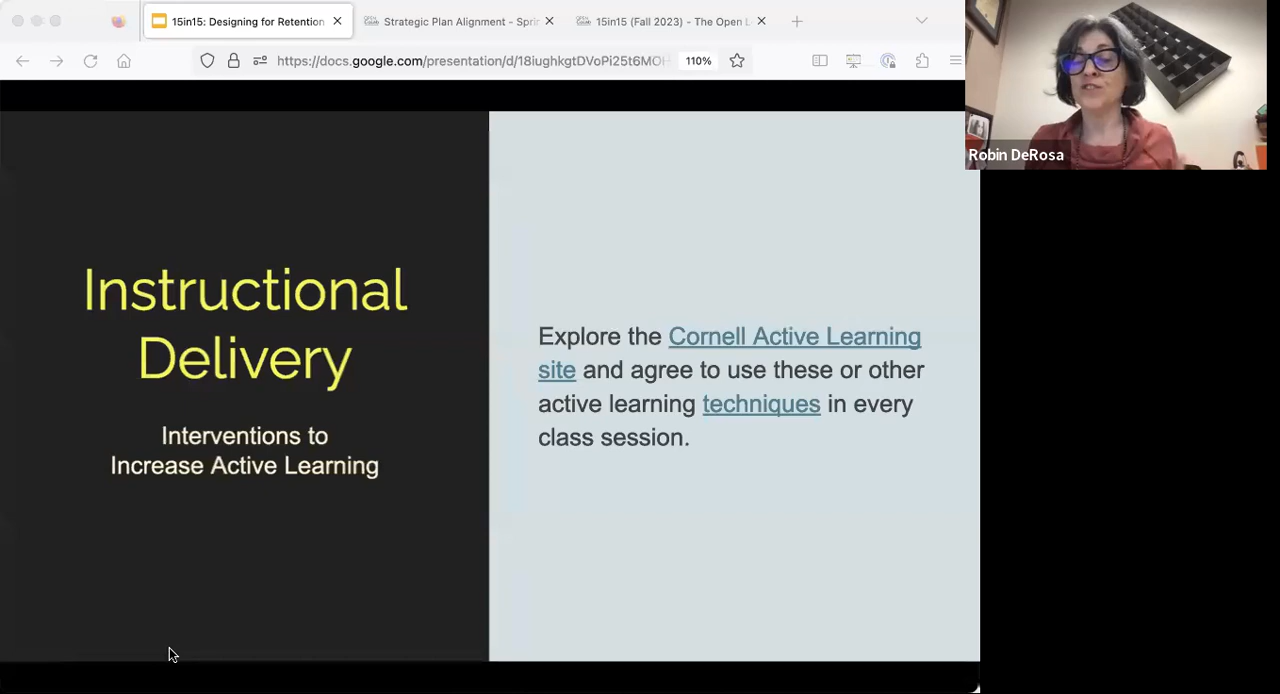 15in15: Designing for Retention
Strategic Plan Alignment - Sprin
15in15 (Fall 2023) - The Open L
https://docs.google.com/presentation/d/18iughkgtDVoPi25t6MOH
110%
Robin DeRosa
Instructional
Delivery
Interventions to
Increase Active Learning
Explore the Cornell Active Learning
site and agree to use these or other
active learning techniques in every
class session.